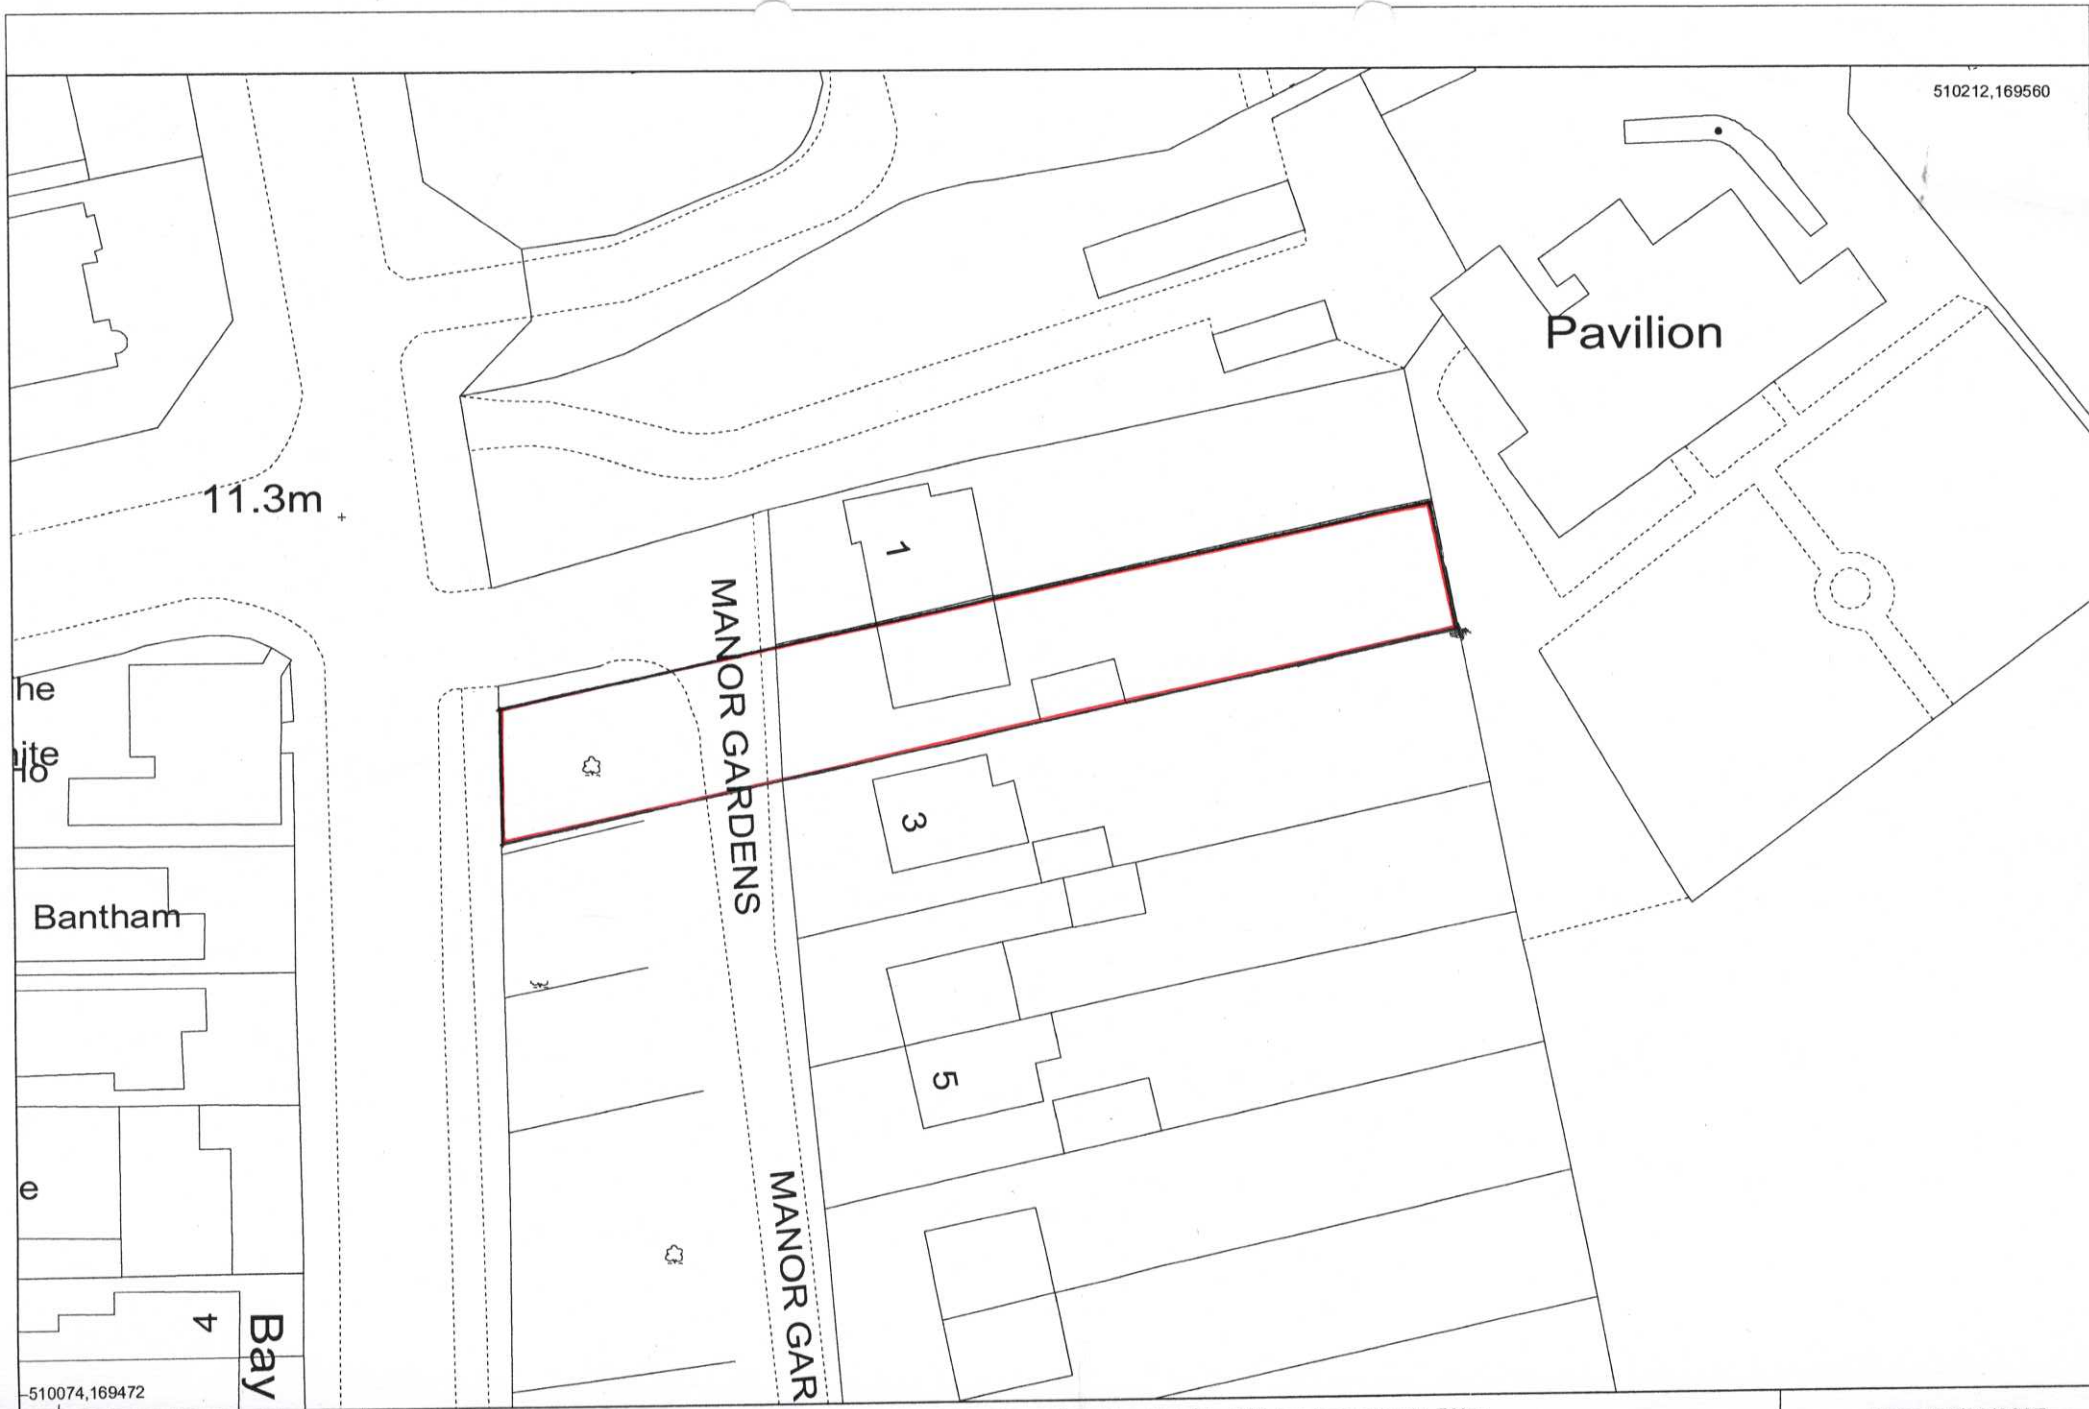 510212,169560
Pavilion
11.3m
1
MANOR GARDENS
he
ite
Ho
3
Bantham
5
e
MANOR GAR
4
Bay
510074,169472